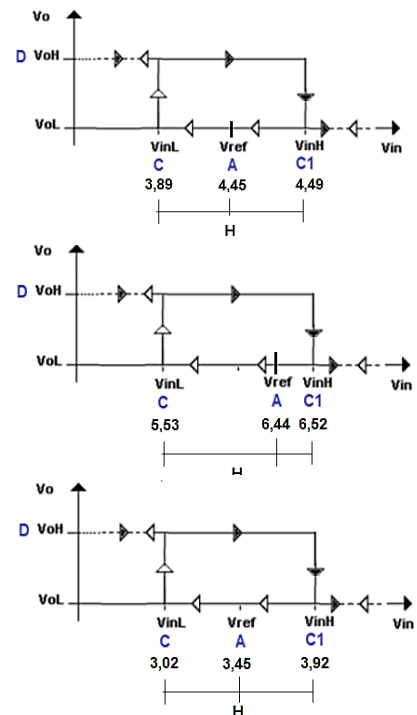 Vo
D VoH
VoL
VinL Vref VinH Vin
C A C1
3,89 4,45 4,49
H
Vo
D VoH
VoL
VinL Vref VinH Vin
C A C1
5,53 6,44 6,52
H
Vo
D VoH
VoL
VinL Vref VinH Vin
C A C1
3,02 3,45 3,92
H